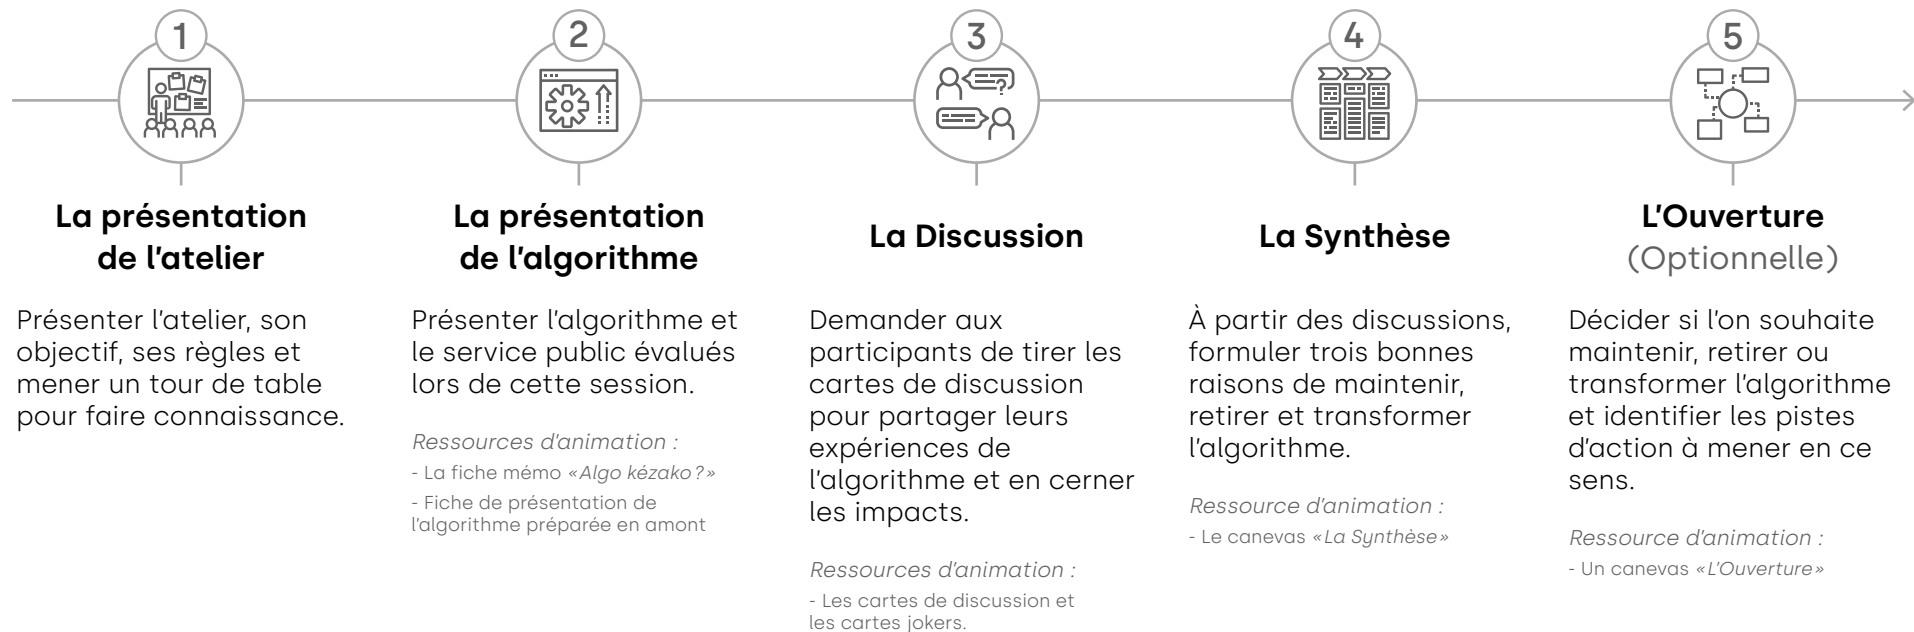 1
La présentation
de l'atelier
Présenter l'atelier, son
objectif, ses règles et
mener un tour de table
pour faire connaissance.
2
La présentation
de l'algorithme
Présenter l'algorithme et
le service public évalués
lors de cette session.
Ressources d'animation :
- La fiche mémo «Algo kézako?»
- Fiche de présentation de
l'algorithme préparée en amont
3
?
La Discussion
Demander aux
participants de tirer les
cartes de discussion
pour partager leurs
expériences de
l'algorithme et en cerner
les impacts.
Ressources d'animation :
- Les cartes de discussion et
les cartes jokers.
4
La Synthèse
À partir des discussions,
formuler trois bonnes
raisons de maintenir,
retirer et transformer
l'algorithme.
Ressource d'animation :
- Le canevas «La Synthèse»
5
L'Ouverture
(Optionnelle)
Décider si l'on souhaite
maintenir, retirer ou
transformer l'algorithme
et identifier les pistes
d'action à mener en ce
sens.
Ressource d'animation :
- Un canevas «L'Ouverture»